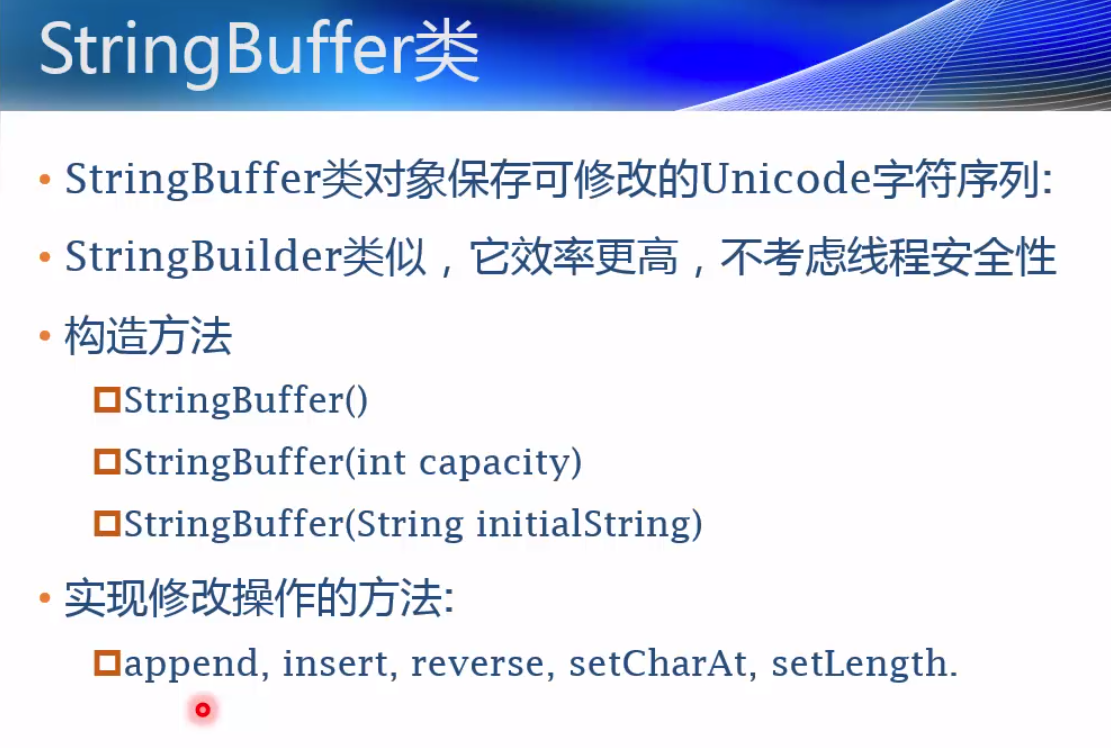 StringBuffer类
• StringBuffer类对象保存可修改的Unicode字符序列:
• StringBuilder类似，它效率更高，不考虑线程安全性
• 构造方法
StringBuffer()
StringBuffer(int capacity)
StringBuffer(String initialString)
• 实现修改操作的方法:
append, insert, reverse, setCharAt, setLength.